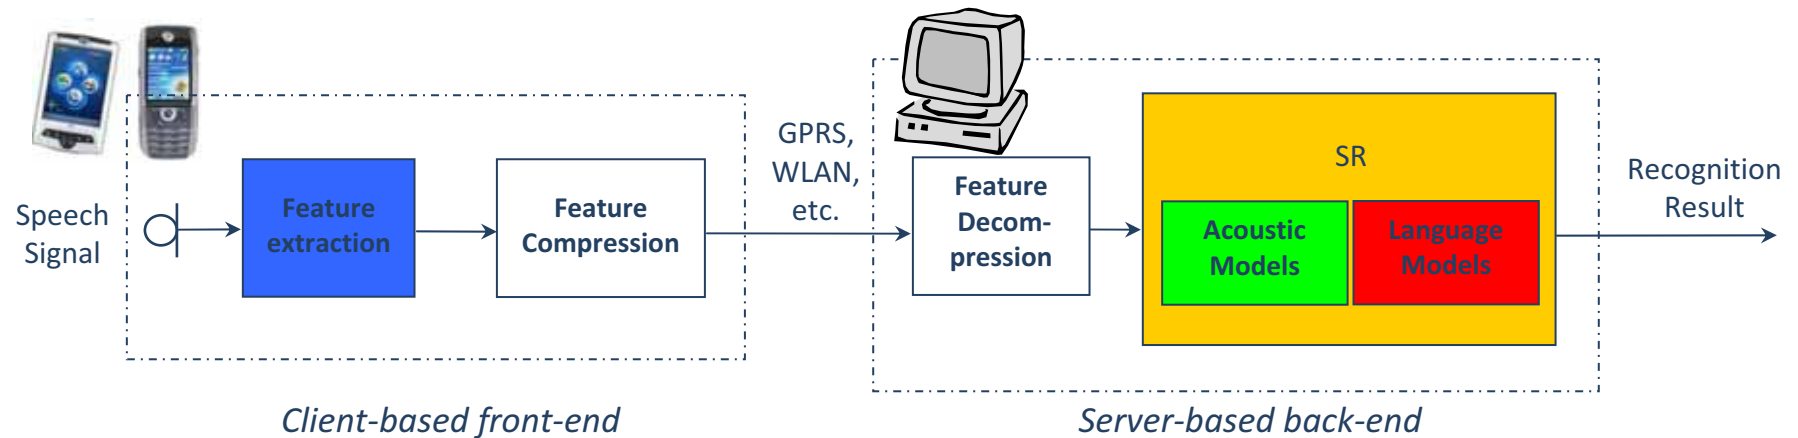 Speech
Signal
Feature
extraction
Feature
Compression
GPRS,
WLAN,
etc.
Feature
Decom-
pression
SR
Acoustic
Models
Language
Models
Recognition
Result
Client-based front-end
Server-based back-end